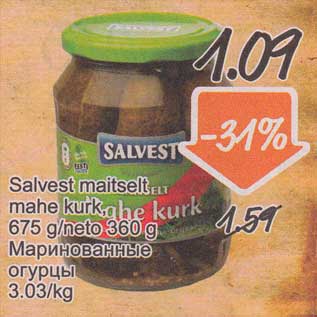 1.09
-31%
SALVEST
ELT
mahe kurk
1.59
Salvest maitselt
mahe kurk,
675 g/neto 360 g
Маринованные
огурцы
3.03/kg